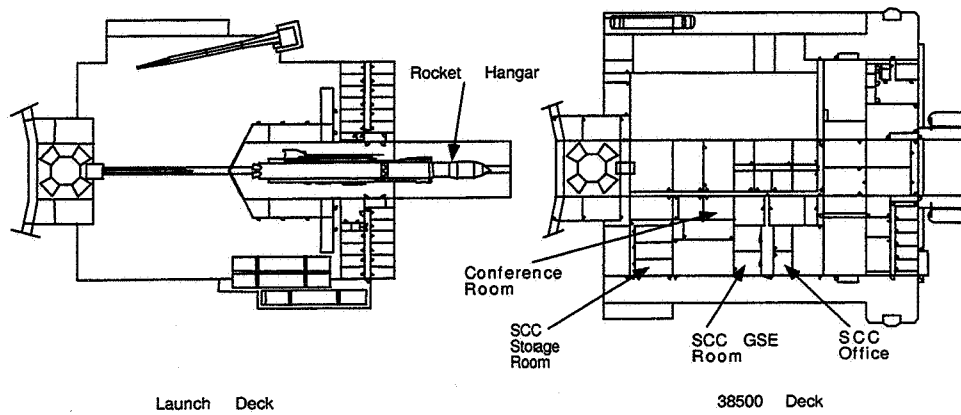 Rocket Hangar
Conference
Room
SCC
Storage
Room
SCC GSE
Room
SCC
Office
Launch Deck
38500 Deck